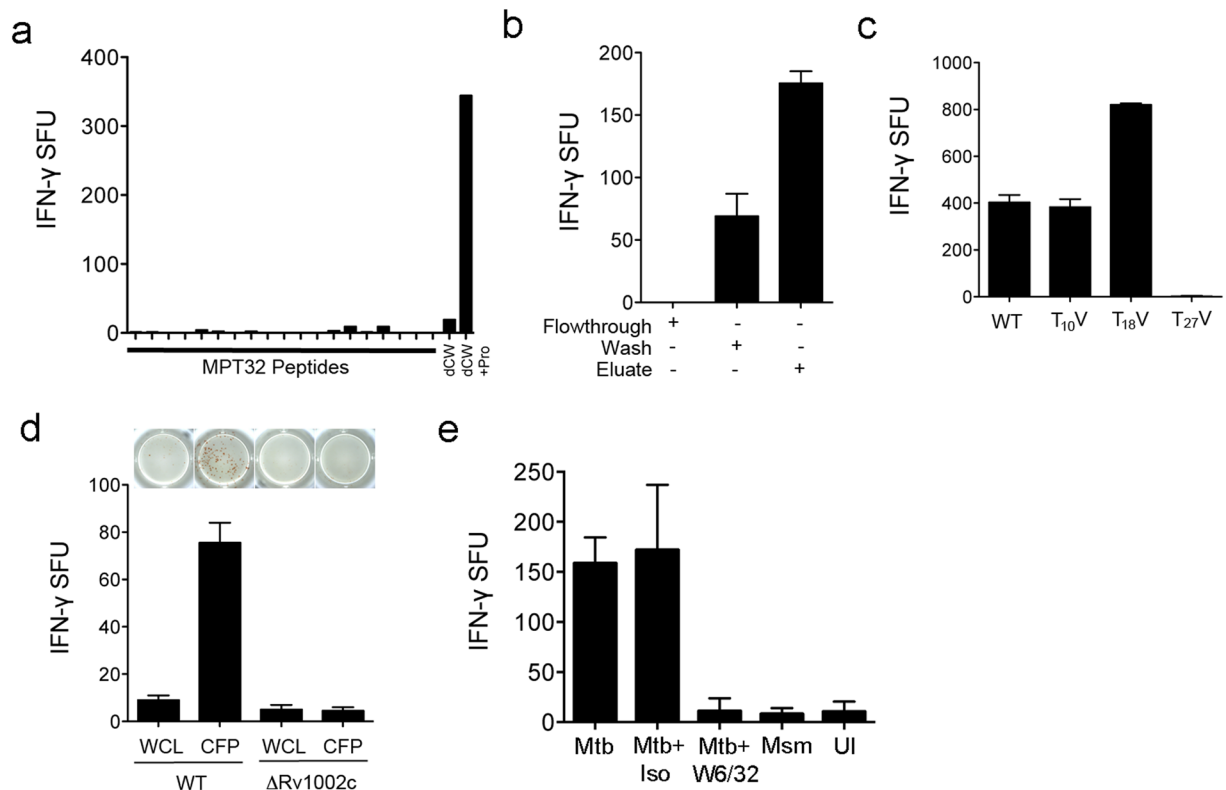 a
IFN-γ SFU
400
300
200
100
0
MPT32 Peptides
dCW
dCW
+Pro
b
IFN-γ SFU
200
150
100
50
0
Flowthrough + - -
Wash - + -
Eluate - - +
c
IFN-γ SFU
1000
800
600
400
200
0
WT T₁₀V T₁₈V T₂₇V
d
IFN-γ SFU
100
80
60
40
20
0
WCL CFP WCL CFP
WT ΔRv1002c
e
IFN-γ SFU
250
200
150
100
50
0
Mtb Mtb+ Mtb+ Msm UI
Iso W6/32